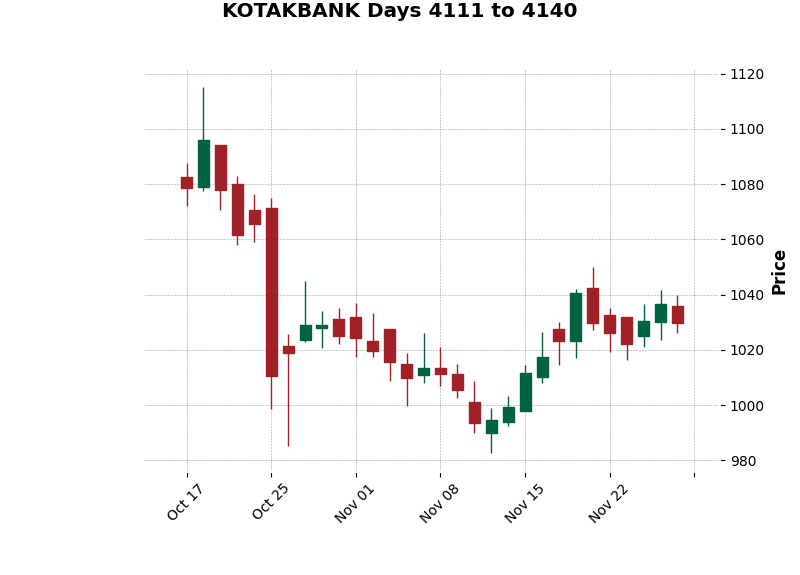 KOTAKBANK Days 4111 to 4140
1120
1100
1080
1060
1040
1020
1000
980
Price
Oct 17
Oct 25
Nov 01
Nov 08
Nov 15
Nov 22